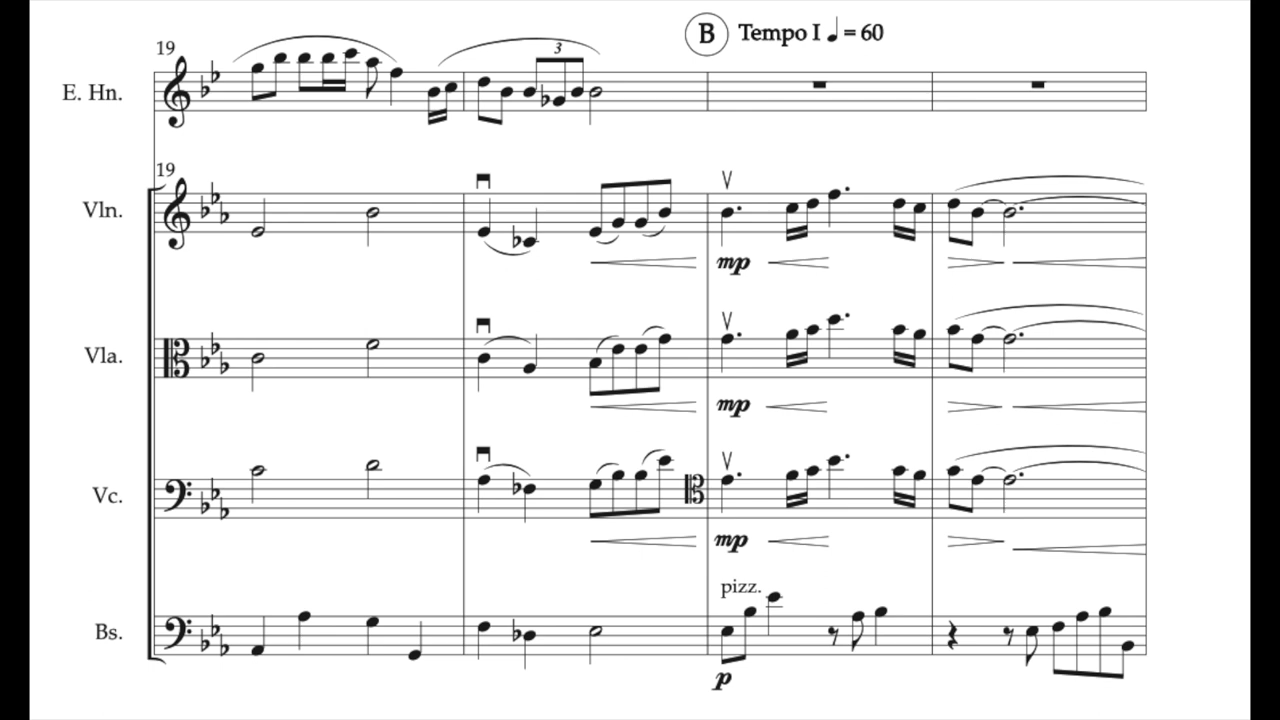 B Tempo I ♩ = 60
19
E. Hn.
3
19
Vln.
mp
Vla.
mp
Vc.
mp
pizz.
Bs.
p